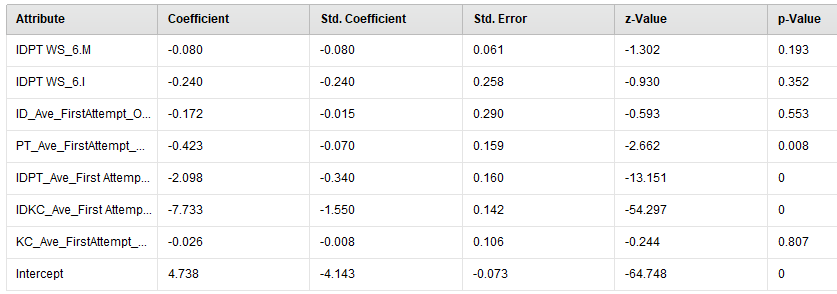 Attribute Coefficient Std. Coefficient Std. Error z-Value p-Value
IDPT WS_6.M -0.080 -0.080 0.061 -1.302 0.193
IDPT WS_6.I -0.240 -0.240 0.258 -0.930 0.352
ID_Ave_FirstAttempt_O... -0.172 -0.015 0.290 -0.593 0.553
PT_Ave_FirstAttempt_... -0.423 -0.070 0.159 -2.662 0.008
IDPT_Ave_First Attemp... -2.098 -0.340 0.160 -13.151 0
IDKC_Ave_First Attemp... -7.733 -1.550 0.142 -54.297 0
KC_Ave_FirstAttempt_... -0.026 -0.008 0.106 -0.244 0.807
Intercept 4.738 -4.143 -0.073 -64.748 0